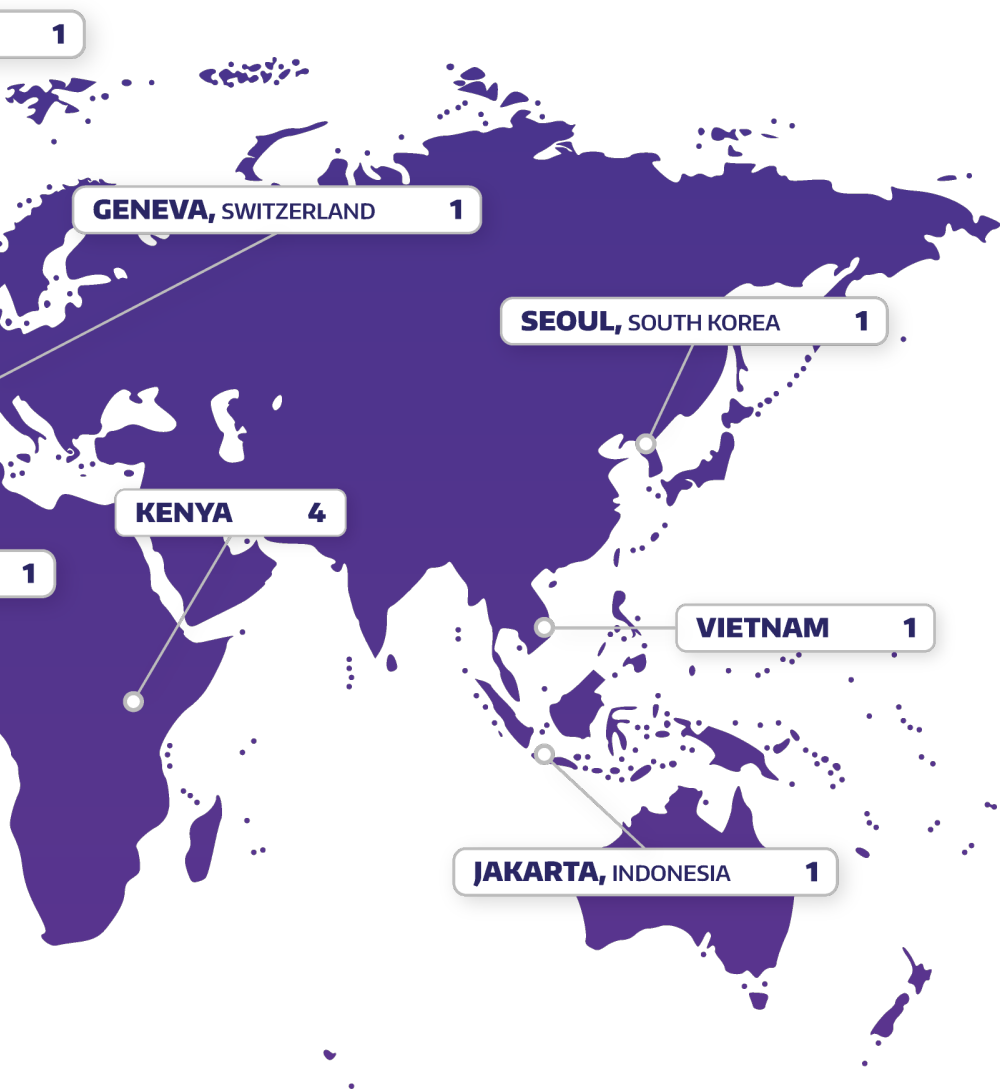 1
GENEVA, SWITZERLAND 1
SEOUL, SOUTH KOREA 1
KENYA 4
1
VIETNAM 1
JAKARTA, INDONESIA 1